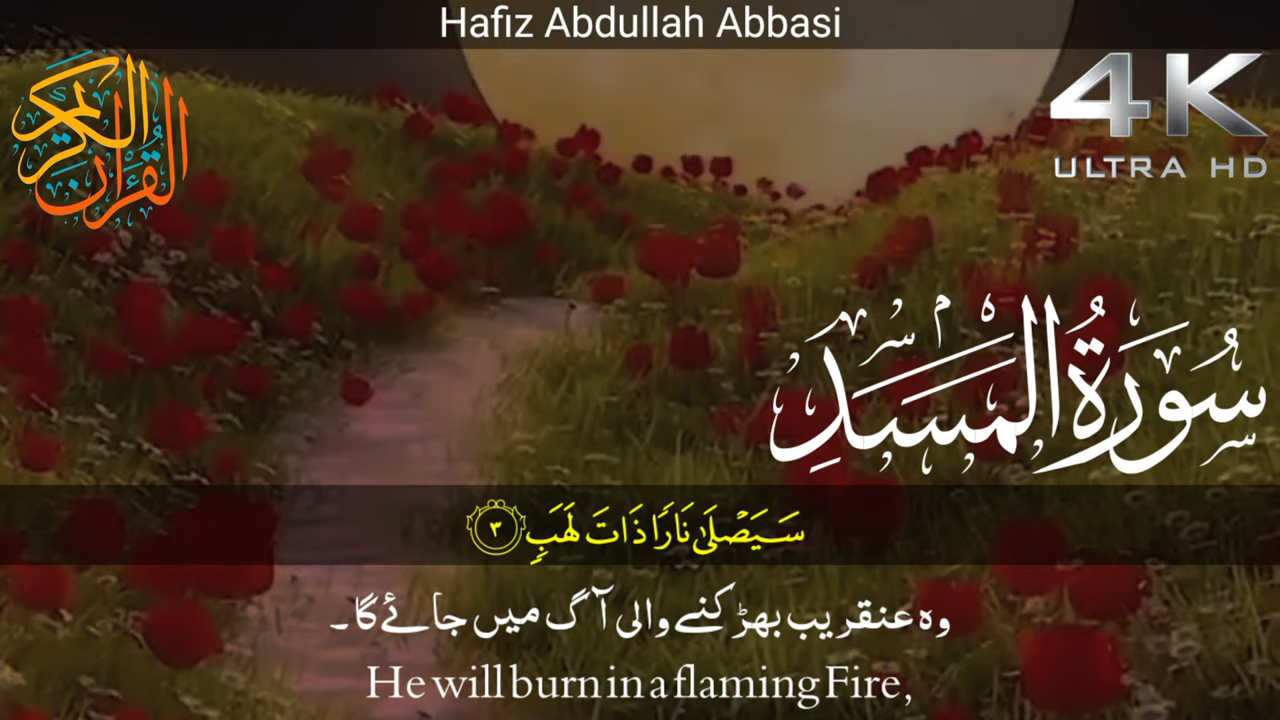 Hafiz Abdullah Abbasi
القرآن الكريم
4K
ULTRA HD
سُورَةُ الْمَسَدِ
سَيَصْلَىٰ نَارًا ذَاتَ لَهَبٍ ٣
وہ عنقریب بھڑکنے والی آگ میں جائے گا۔
He will burn in a flaming Fire,